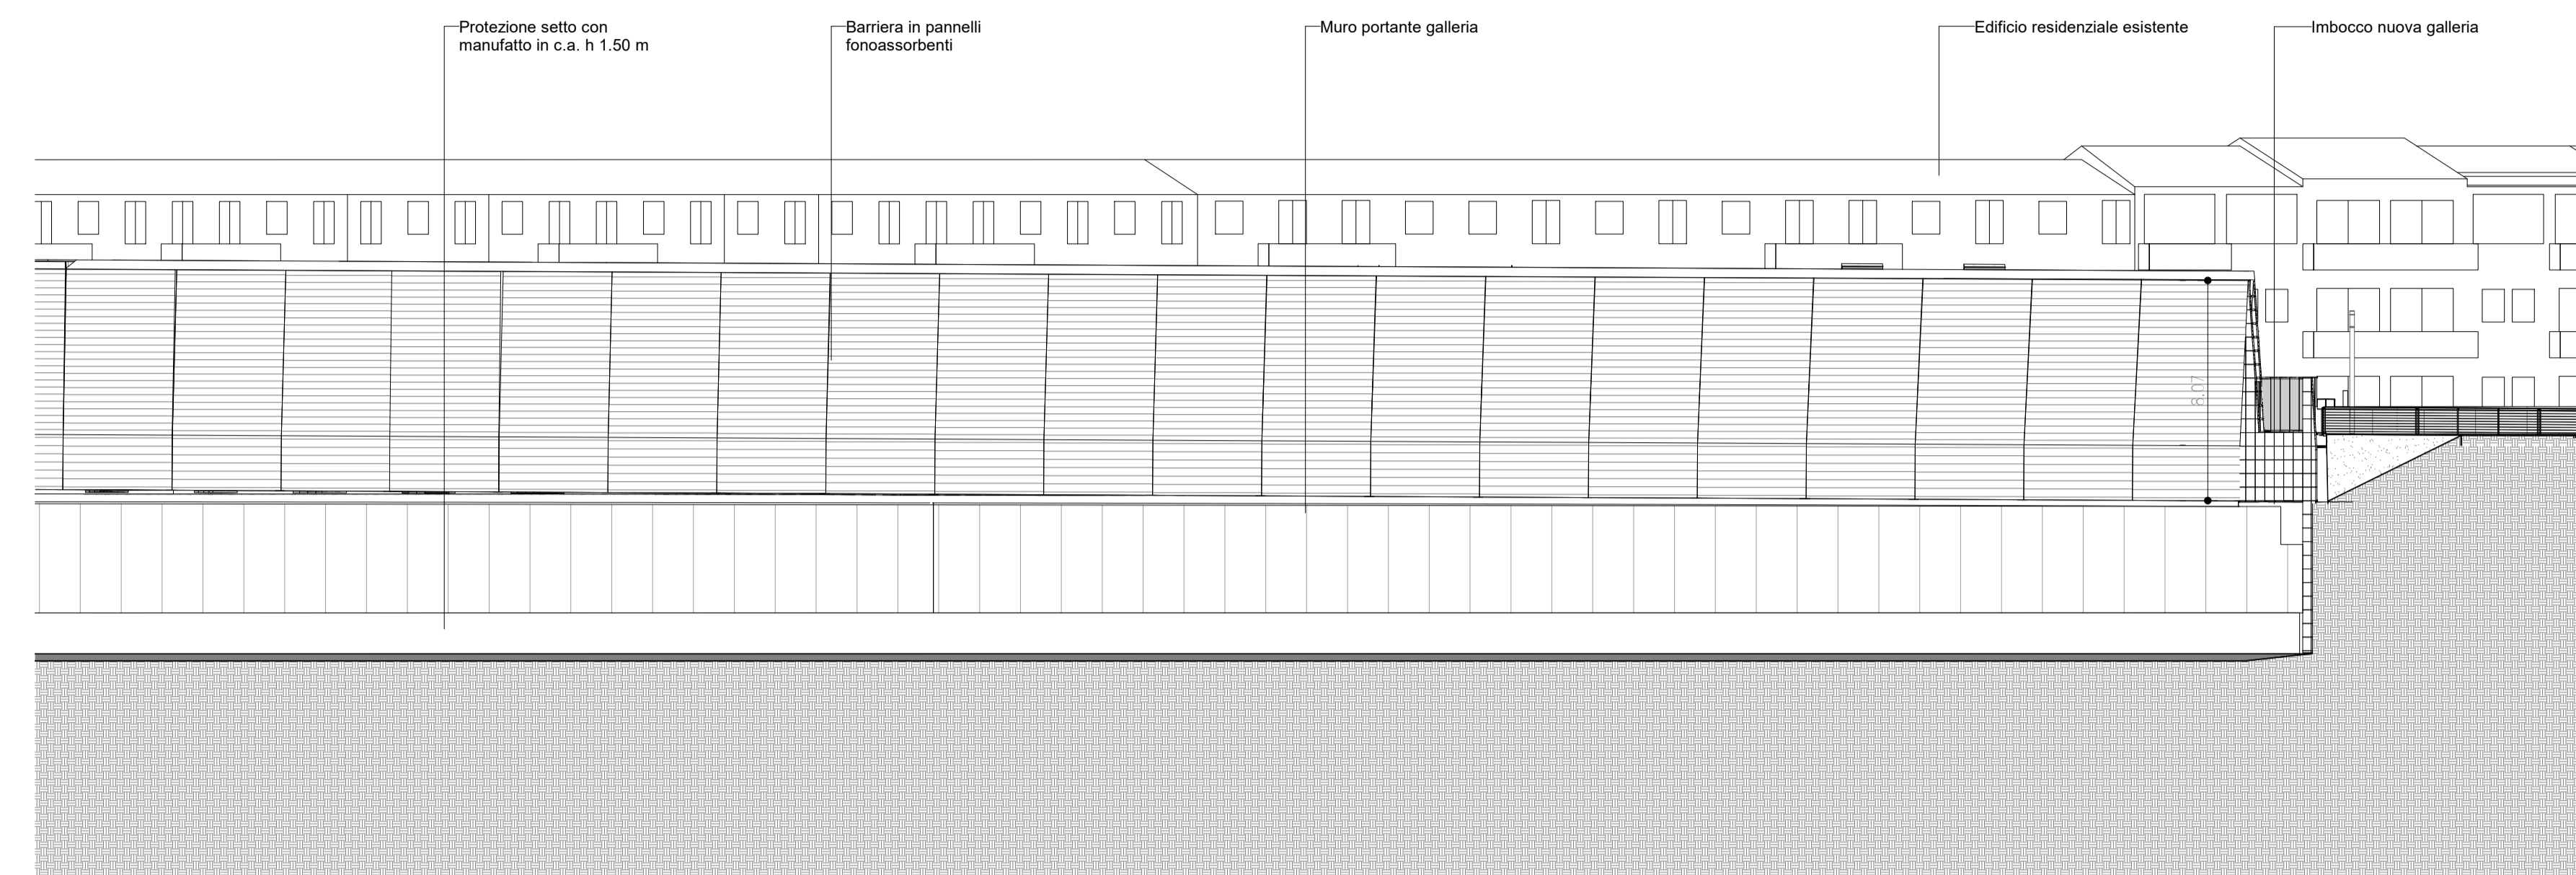 Protezione setto con
manufatto in c.a. h 1.50 m
Barriera in pannelli
fonoassorbenti
Muro portante galleria
Edificio residenziale esistente
Imbocco nuova galleria
8.07